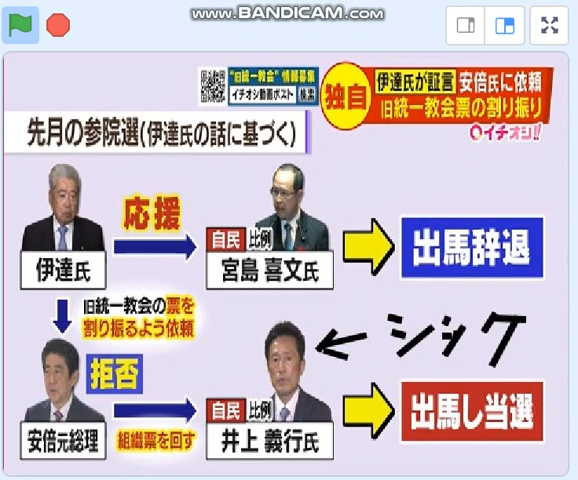 www.BANDICAM.com
"旧統一教会"情報募集
イチオシ動画ポスト 検索
独自
伊達氏が証言 安倍氏に依頼
旧統一教会票の割り振り
イチオシ!!
先月の参院選(伊達氏の話に基づく)
応援
自民 比例
伊達氏
宮島 喜文氏
出馬辞退
旧統一教会の票を
割り振るよう依頼
シック
拒否
自民 比例
安倍元総理
組織票を回す
井上 義行氏
出馬し当選